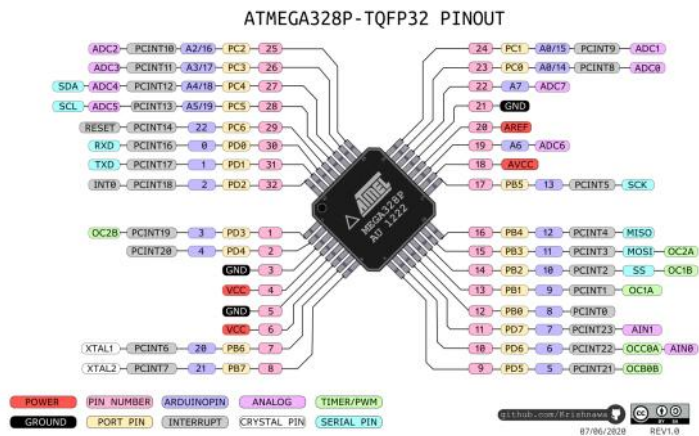 ATMEGA328P-TQFP32 PINOUT
ADC2 PCINT10 A2/16 PC2 25
ADC3 PCINT11 A3/17 PC3 26
SDA ADC4 PCINT12 A4/18 PC4 27
SCL ADC5 PCINT13 A5/19 PC5 28
RESET PCINT14 22 PC6 29
RXD PCINT16 0 PD0 30
TXD PCINT17 1 PD1 31
INT0 PCINT18 2 PD2 32
OC2B PCINT19 3 PD3 1
PCINT20 4 PD4 2
GND 3
VCC 4
GND 5
VCC 6
XTAL1 PCINT6 20 PB6 7
XTAL2 PCINT7 21 PB7 8
ATMEL
MEGA328P
AU 1222
24 PC1 A0/15 PCINT9 ADC1
23 PC0 A0/14 PCINT8 ADC0
22 A7 ADC7
21 GND
20 AREF
19 A6 ADC6
18 AVCC
17 PB5 13 PCINT5 SCK
16 PB4 12 PCINT4 MISO
15 PB3 11 PCINT3 MOSI OC2A
14 PB2 10 PCINT2 SS OC1B
13 PB1 9 PCINT1 OC1A
12 PB0 8 PCINT0
11 PD7 7 PCINT23 AIN1
10 PD6 6 PCINT22 OCC0A AIN0
9 PD5 5 PCINT21 OCB0B
POWER PIN NUMBER ARDUINOPIN ANALOG TIMER/PWM
GROUND PORT PIN INTERRUPT CRYSTAL PIN SERIAL PIN
github.com/Krishnawa
CC BY SA
07/06/2020 REV1.0